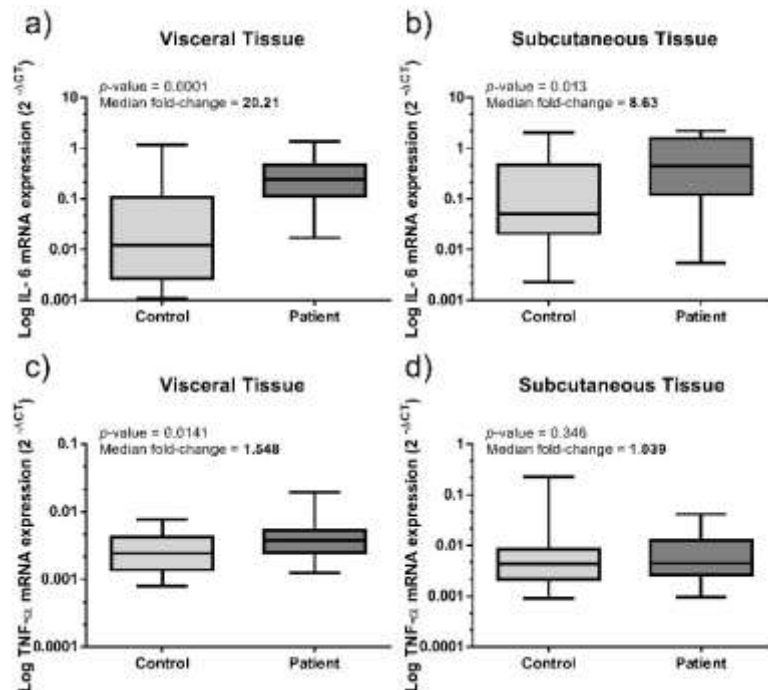 a)
Visceral Tissue
p-value = 0.0001
Median fold-change = 20.21
Log IL- 6 mRNA expression (2 -ΔCT)
10
1
0.1
0.01
0.001
Control
Patient
b)
Subcutaneous Tissue
p-value = 0.013
Median fold-change = 8.63
Log IL- 6 mRNA expression (2 -ΔCT)
10
1
0.1
0.01
0.001
Control
Patient
c)
Visceral Tissue
p-value = 0.0141
Median fold-change = 1.548
Log TNF-α mRNA expression (2 -ΔCT)
0.1
0.01
0.001
0.0001
Control
Patient
d)
Subcutaneous Tissue
p-value = 0.346
Median fold-change = 1.039
Log TNF-α mRNA expression (2 -ΔCT)
1
0.1
0.01
0.001
0.0001
Control
Patient